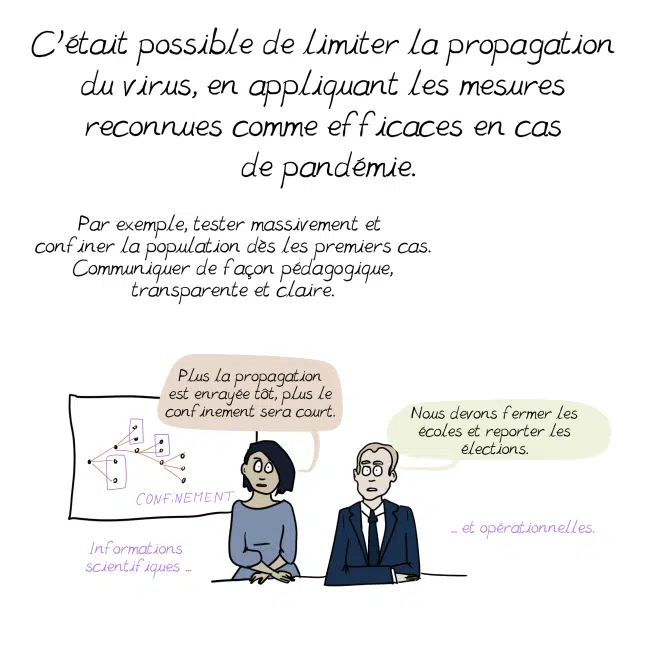 C'était possible de limiter la propagation
du virus, en appliquant les mesures
reconnues comme efficaces en cas
de pandémie.
Par exemple, tester massivement et
confiner la population dès les premiers cas.
Communiquer de façon pédagogique,
transparente et claire.
Plus la propagation
est enrayée tôt, plus le
confinement sera court.
Nous devons fermer les
écoles et reporter les
élections.
CONFINEMENT
Informations
scientifiques ...
... et opérationnelles.